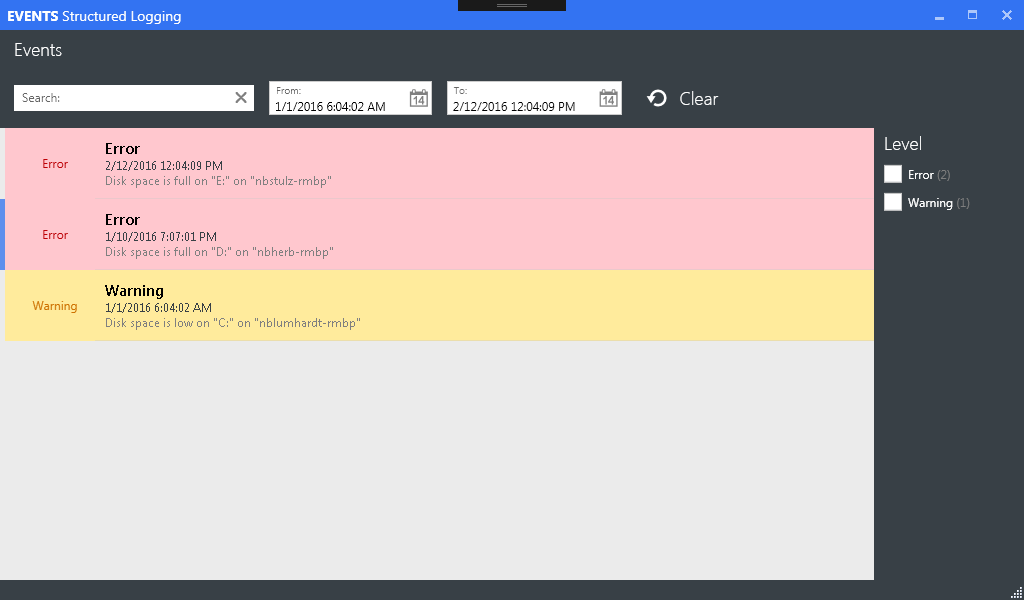 EVENTS Structured Logging
Events
Search:
From:
1/1/2016 6:04:02 AM
14
To:
2/12/2016 12:04:09 PM
14
Clear
Error
Error
2/12/2016 12:04:09 PM
Disk space is full on "E:" on "nbstulz-rmbp"
Error
Error
1/10/2016 7:07:01 PM
Disk space is full on "D:" on "nbherb-rmbp"
Warning
Warning
1/1/2016 6:04:02 AM
Disk space is low on "C:" on "nblumhardt-rmbp"
Level
Error (2)
Warning (1)